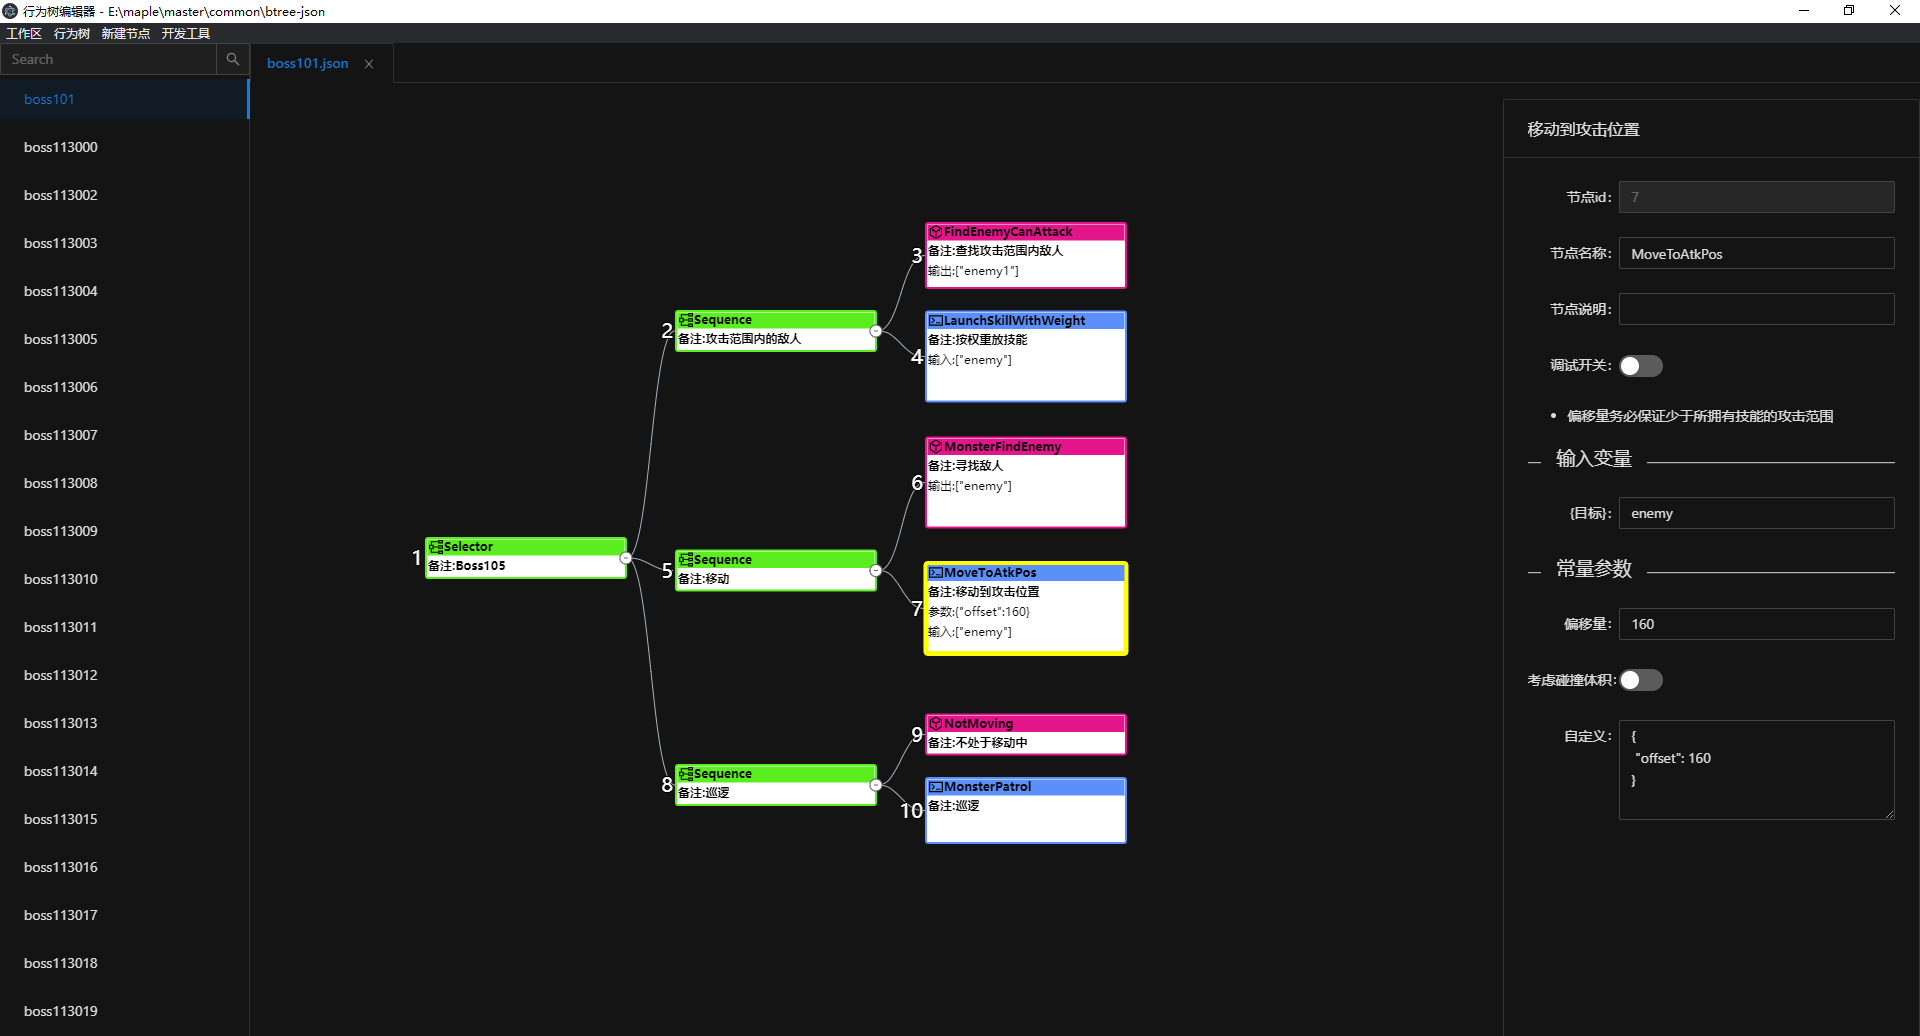 行为树编辑器 - E:\maple\master\common\btree-json
工作区 行为树 新建节点 开发工具
Search
boss101
boss113000
boss113002
boss113003
boss113004
boss113005
boss113006
boss113007
boss113008
boss113009
boss113010
boss113011
boss113012
boss113013
boss113014
boss113015
boss113016
boss113017
boss113018
boss113019
boss101.json
1
Selector
备注:Boss105
2
Sequence
备注:攻击范围内的敌人
3
FindEnemyCanAttack
备注:查找攻击范围内敌人
输出:["enemy1"]
4
LaunchSkillWithWeight
备注:按权重放技能
输入:["enemy"]
5
Sequence
备注:移动
6
MonsterFindEnemy
备注:寻找敌人
输出:["enemy"]
7
MoveToAtkPos
备注:移动到攻击位置
参数:{"offset":160}
输入:["enemy"]
8
Sequence
备注:巡逻
9
NotMoving
备注:不处于移动中
10
MonsterPatrol
备注:巡逻
移动到攻击位置
节点id: 7
节点名称: MoveToAtkPos
节点说明:
调试开关:
• 偏移量务必保证少于所拥有技能的攻击范围
输入变量
{目标}: enemy
常量参数
偏移量: 160
考虑碰撞体积:
自定义: {
"offset": 160
}